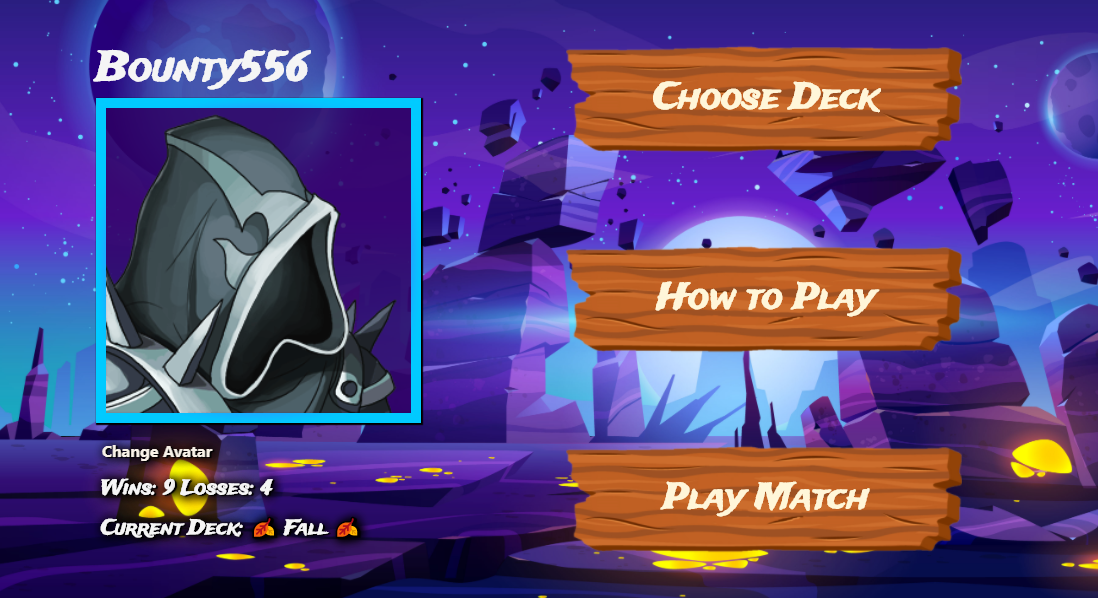 Bounty556
Change Avatar
Wins: 9 Losses: 4
Current Deck: 🍂 Fall 🍂
Choose Deck
How to Play
Play Match